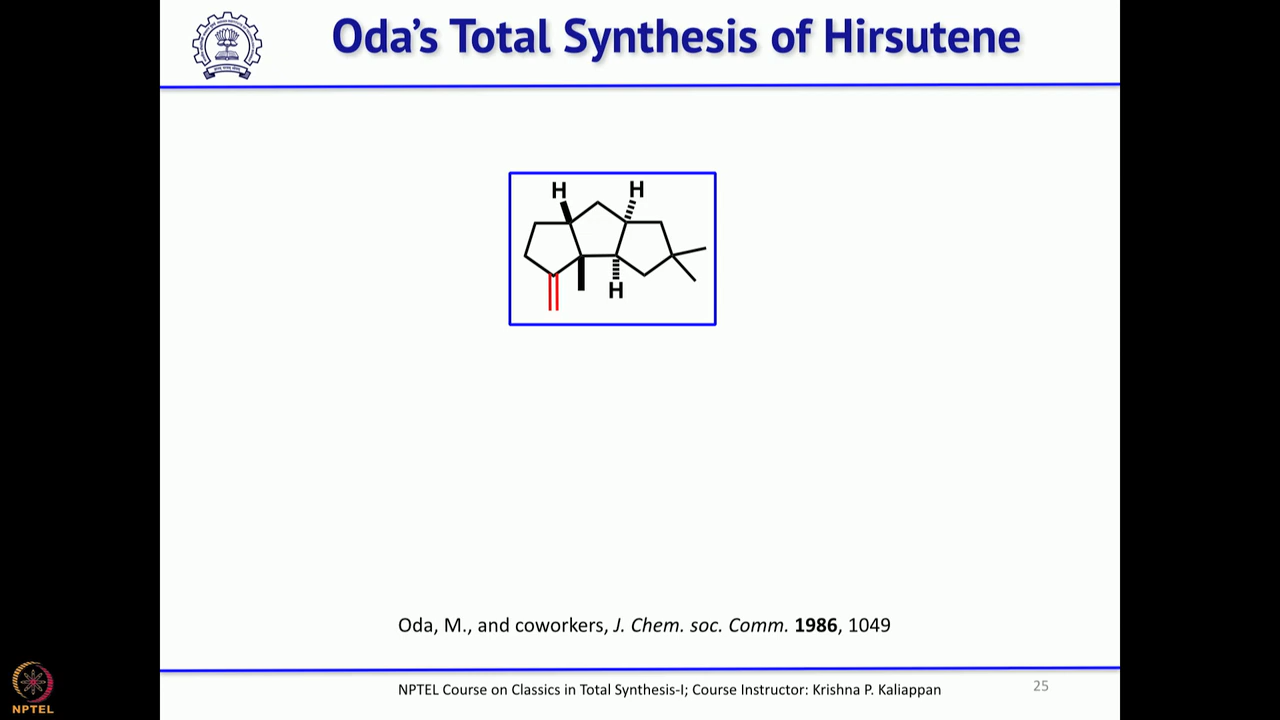 Oda's Total Synthesis of Hirsutene
H H
H
Oda, M., and coworkers, J. Chem. soc. Comm. 1986, 1049
NPTEL Course on Classics in Total Synthesis-I; Course Instructor: Krishna P. Kaliappan 25
NPTEL